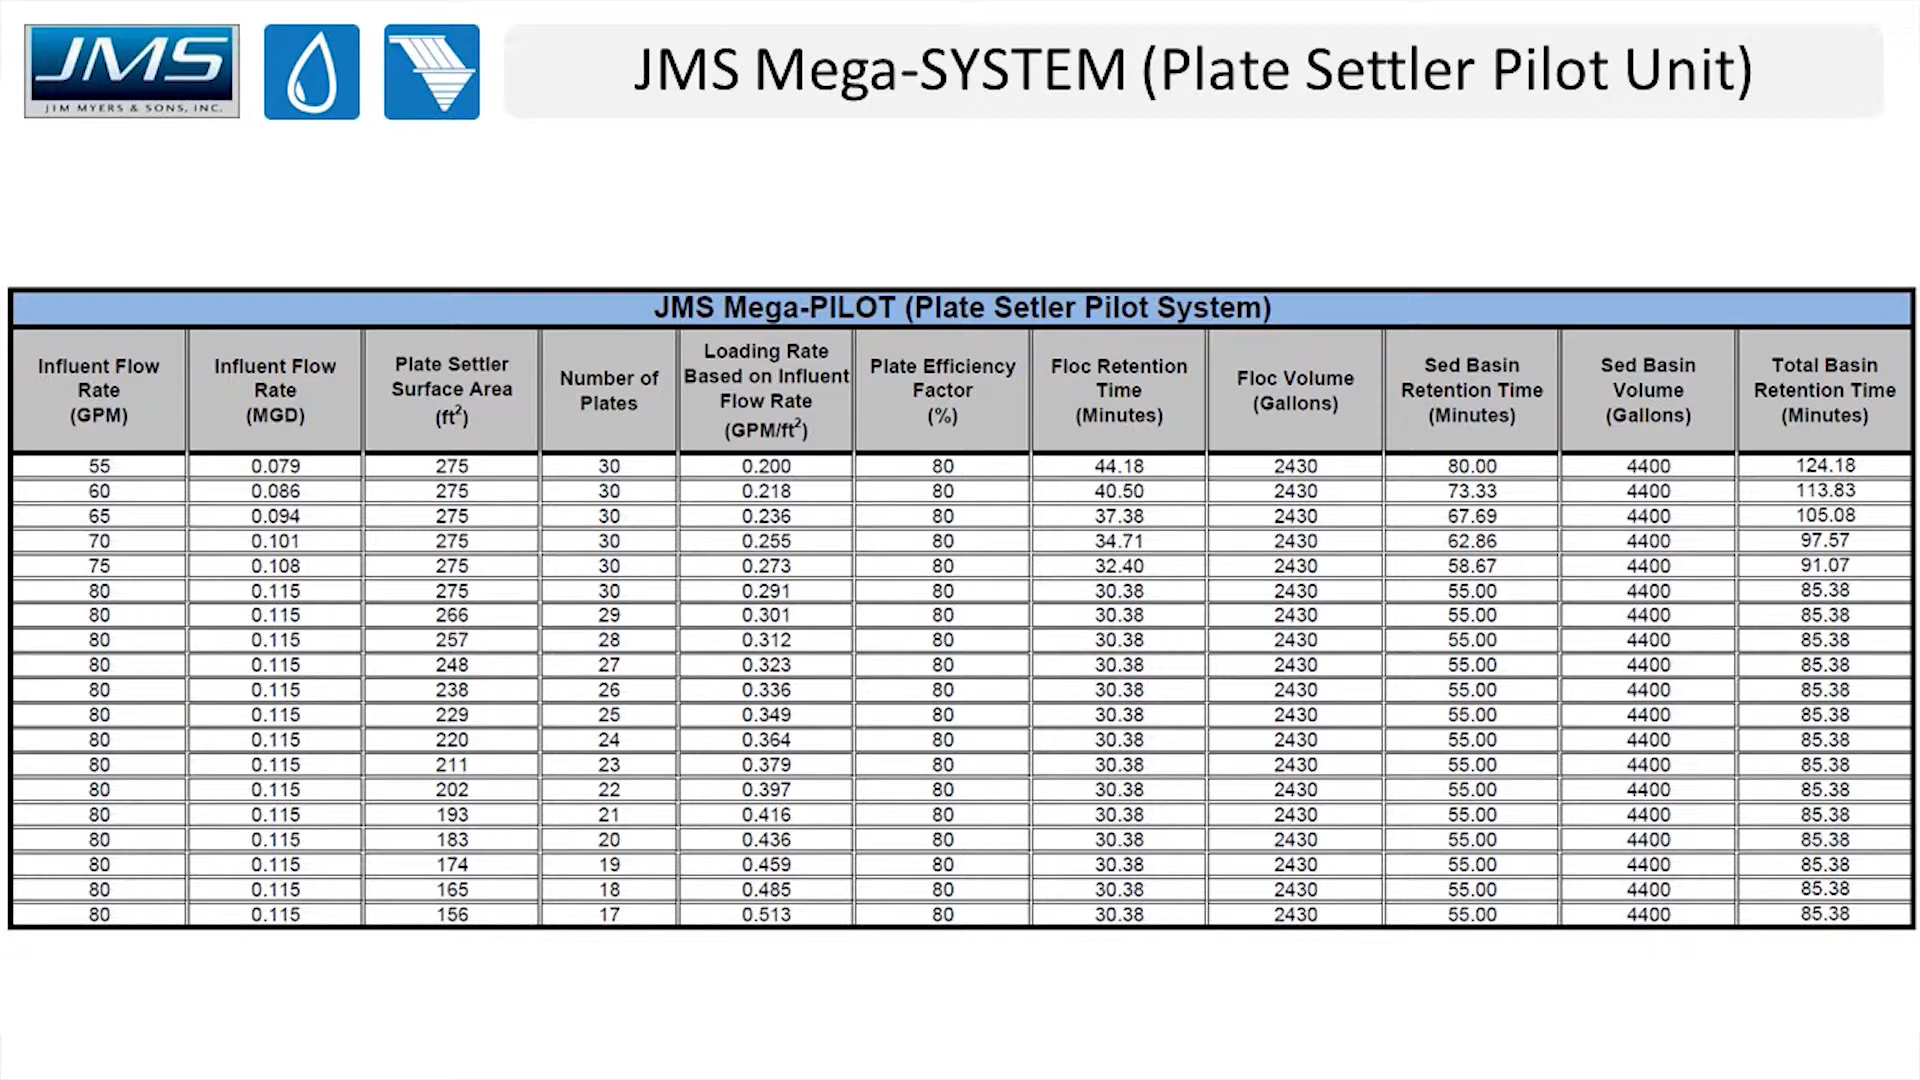 JMS
JIM MYERS & SONS, INC.
JMS Mega-SYSTEM (Plate Settler Pilot Unit)
JMS Mega-PILOT (Plate Setler Pilot System)
Influent Flow Rate (GPM) Influent Flow Rate (MGD) Plate Settler Surface Area (ft²) Number of Plates Loading Rate Based on Influent Flow Rate (GPM/ft²) Plate Efficiency Factor (%) Floc Retention Time (Minutes) Floc Volume (Gallons) Sed Basin Retention Time (Minutes) Sed Basin Volume (Gallons) Total Basin Retention Time (Minutes)
55 0.079 275 30 0.200 80 44.18 2430 80.00 4400 124.18
60 0.086 275 30 0.218 80 40.50 2430 73.33 4400 113.83
65 0.094 275 30 0.236 80 37.38 2430 67.69 4400 105.08
70 0.101 275 30 0.255 80 34.71 2430 62.86 4400 97.57
75 0.108 275 30 0.273 80 32.40 2430 58.67 4400 91.07
80 0.115 275 30 0.291 80 30.38 2430 55.00 4400 85.38
80 0.115 266 29 0.301 80 30.38 2430 55.00 4400 85.38
80 0.115 257 28 0.312 80 30.38 2430 55.00 4400 85.38
80 0.115 248 27 0.323 80 30.38 2430 55.00 4400 85.38
80 0.115 238 26 0.336 80 30.38 2430 55.00 4400 85.38
80 0.115 229 25 0.349 80 30.38 2430 55.00 4400 85.38
80 0.115 220 24 0.364 80 30.38 2430 55.00 4400 85.38
80 0.115 211 23 0.379 80 30.38 2430 55.00 4400 85.38
80 0.115 202 22 0.397 80 30.38 2430 55.00 4400 85.38
80 0.115 193 21 0.416 80 30.38 2430 55.00 4400 85.38
80 0.115 183 20 0.436 80 30.38 2430 55.00 4400 85.38
80 0.115 174 19 0.459 80 30.38 2430 55.00 4400 85.38
80 0.115 165 18 0.485 80 30.38 2430 55.00 4400 85.38
80 0.115 156 17 0.513 80 30.38 2430 55.00 4400 85.38